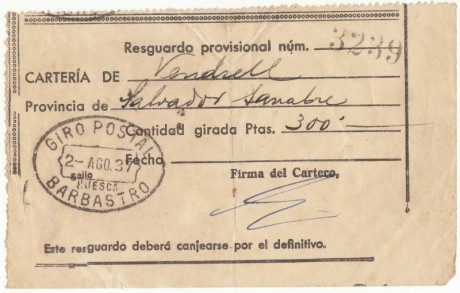 Resguardo provisional núm. 3239
CARTERÍA DE Vendrell
Provincia de Salvador Sanabre
Cantidad girada Ptas. 300'—
Fecha
GIRO POSTAL
2-AGO.37
sello
HUESCA
BARBASTRO
Firma del Cartero,
Este resguardo deberá canjearse por el definitivo.